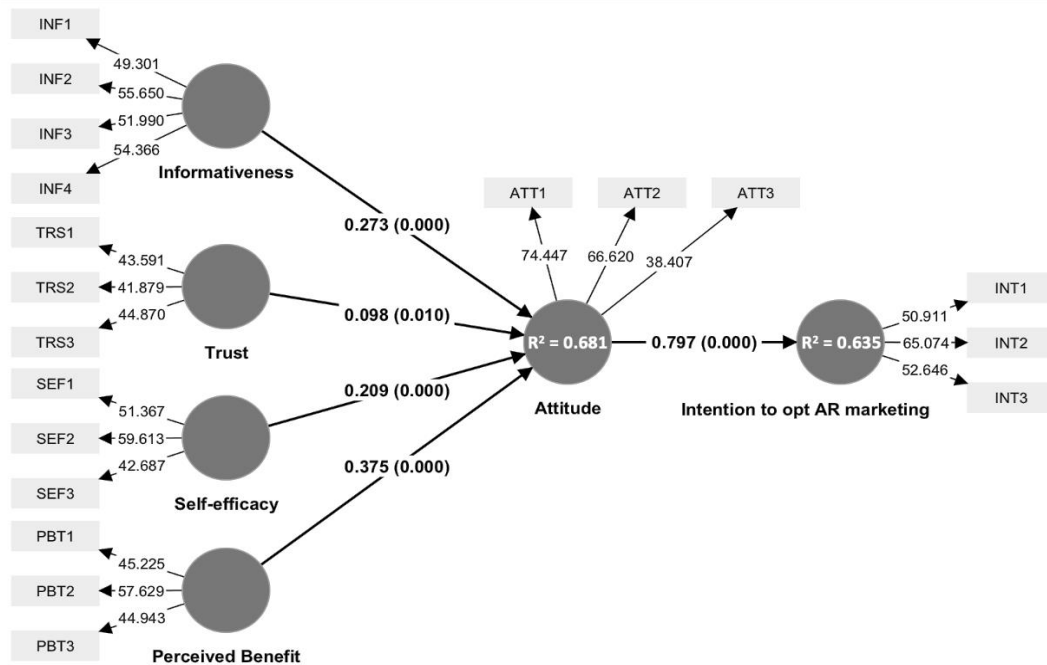 INF1
49.301
INF2
55.650
INF3
51.990
INF4
54.366
Informativeness
0.273 (0.000)
TRS1
43.591
TRS2
41.879
TRS3
44.870
Trust
0.098 (0.010)
SEF1
51.367
SEF2
59.613
SEF3
42.687
Self-efficacy
0.209 (0.000)
PBT1
45.225
PBT2
57.629
PBT3
44.943
Perceived Benefit
0.375 (0.000)
ATT1
ATT2
ATT3
74.447
66.620
38.407
R² = 0.681
Attitude
0.797 (0.000)
R² = 0.635
Intention to opt AR marketing
50.911
INT1
65.074
INT2
52.646
INT3